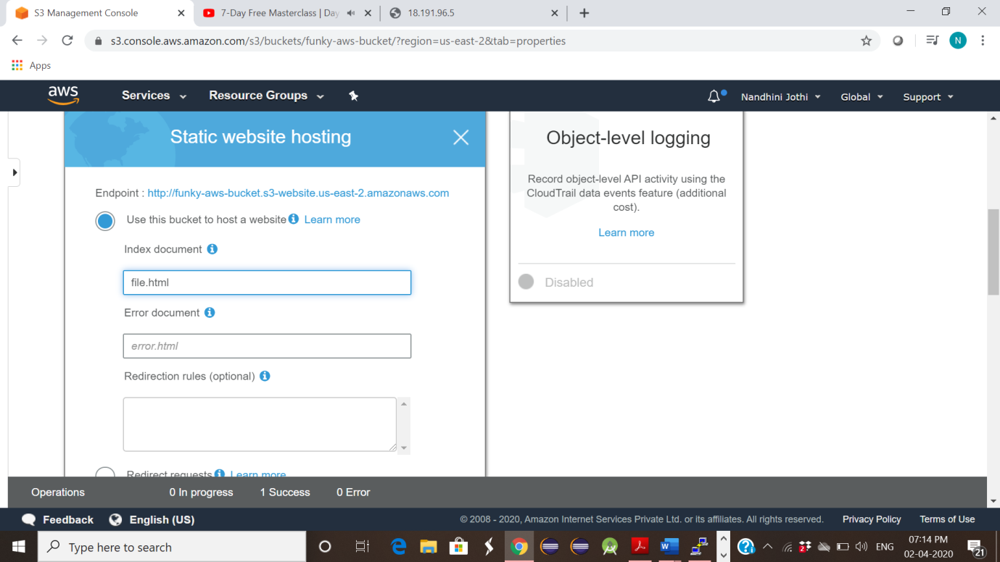 S3 Management Console
7-Day Free Masterclass | Day
18.191.96.5
s3.console.aws.amazon.com/s3/buckets/funky-aws-bucket/?region=us-east-2&tab=properties
N
Apps
aws
Services
Resource Groups
Nandhini Jothi
Global
Support
Static website hosting
Object-level logging
Record object-level API activity using the
CloudTrail data events feature (additional
cost).
Learn more
Disabled
Endpoint : http://funky-aws-bucket.s3-website.us-east-2.amazonaws.com
Use this bucket to host a website Learn more
Index document
file.html
Error document
error.html
Redirection rules (optional)
Redirect requests Learn more
Operations
0 In progress
1 Success
0 Error
Feedback
English (US)
© 2008 - 2020, Amazon Internet Services Private Ltd. or its affiliates. All rights reserved.
Privacy Policy
Terms of Use
Type here to search
ENG
07:14 PM
02-04-2020
21